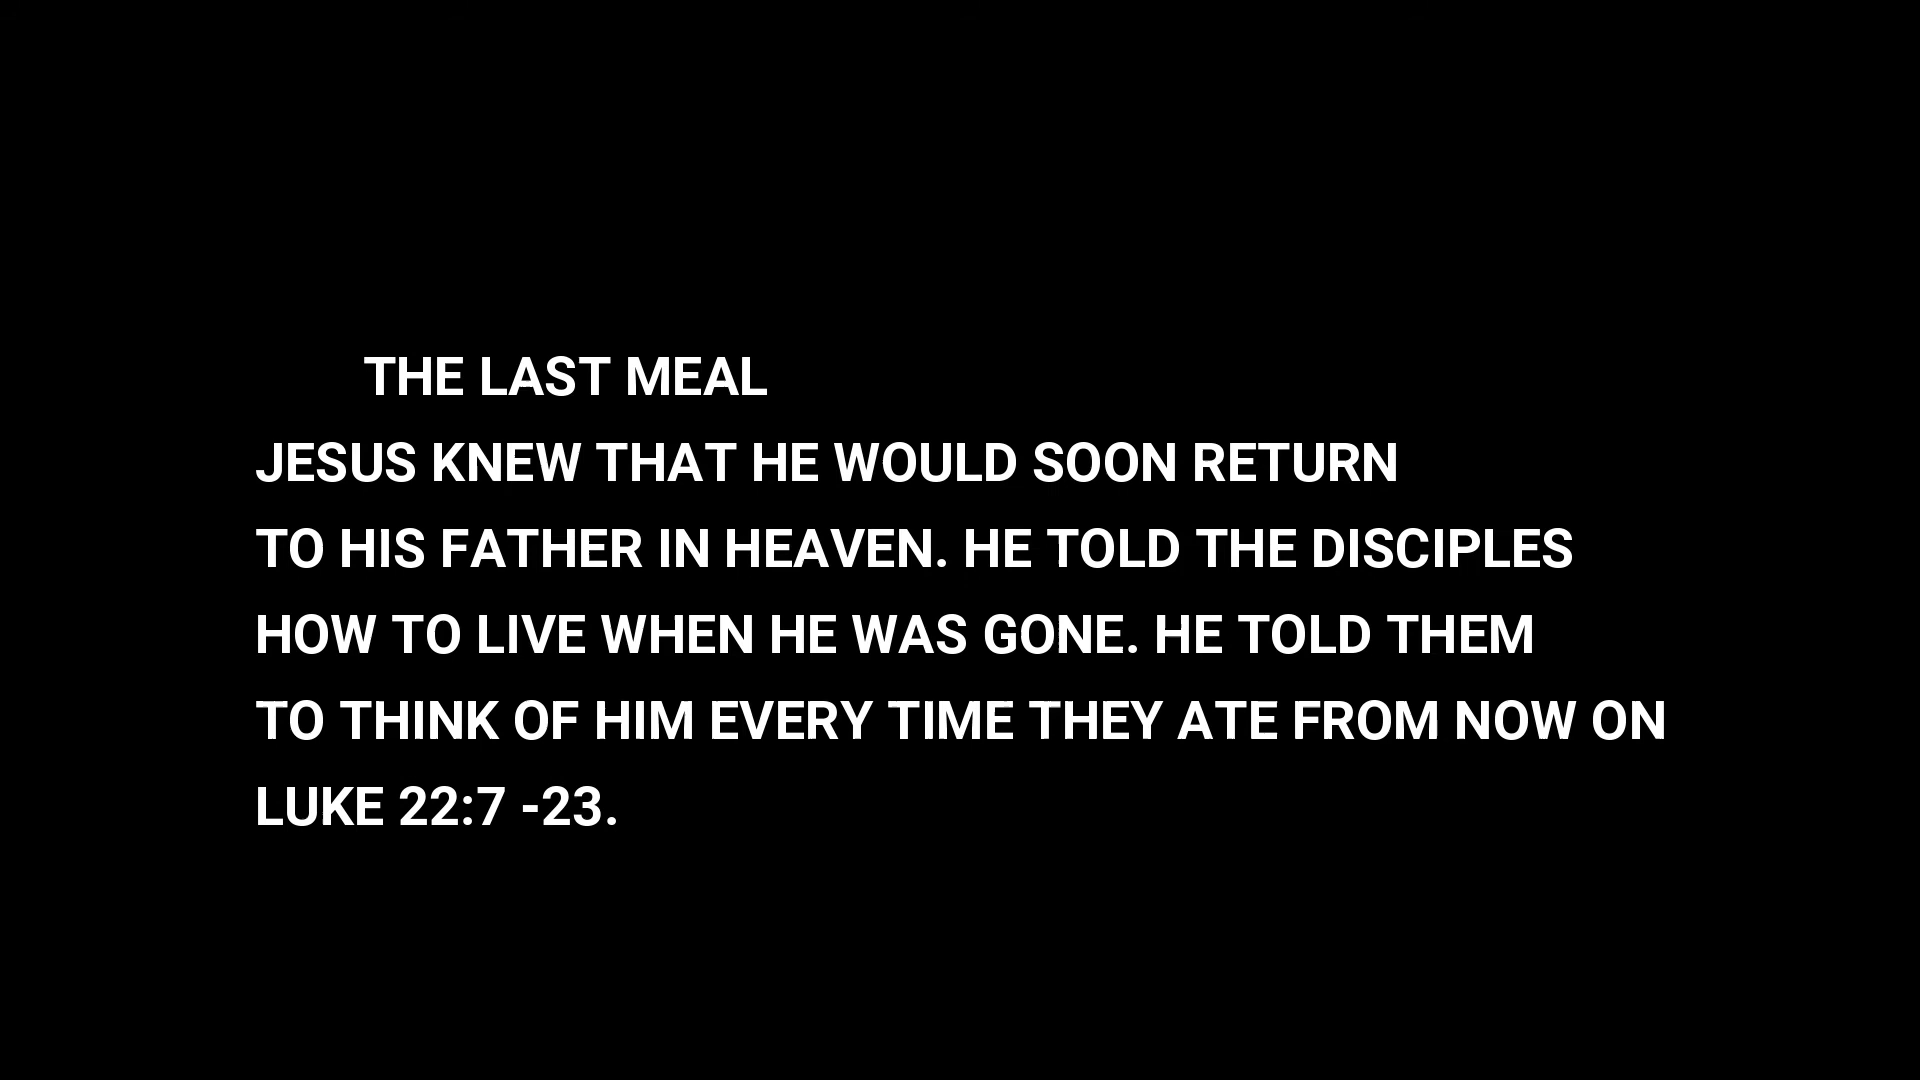 THE LAST MEAL
JESUS KNEW THAT HE WOULD SOON RETURN
TO HIS FATHER IN HEAVEN. HE TOLD THE DISCIPLES
HOW TO LIVE WHEN HE WAS GONE. HE TOLD THEM
TO THINK OF HIM EVERY TIME THEY ATE FROM NOW ON
LUKE 22:7 -23.